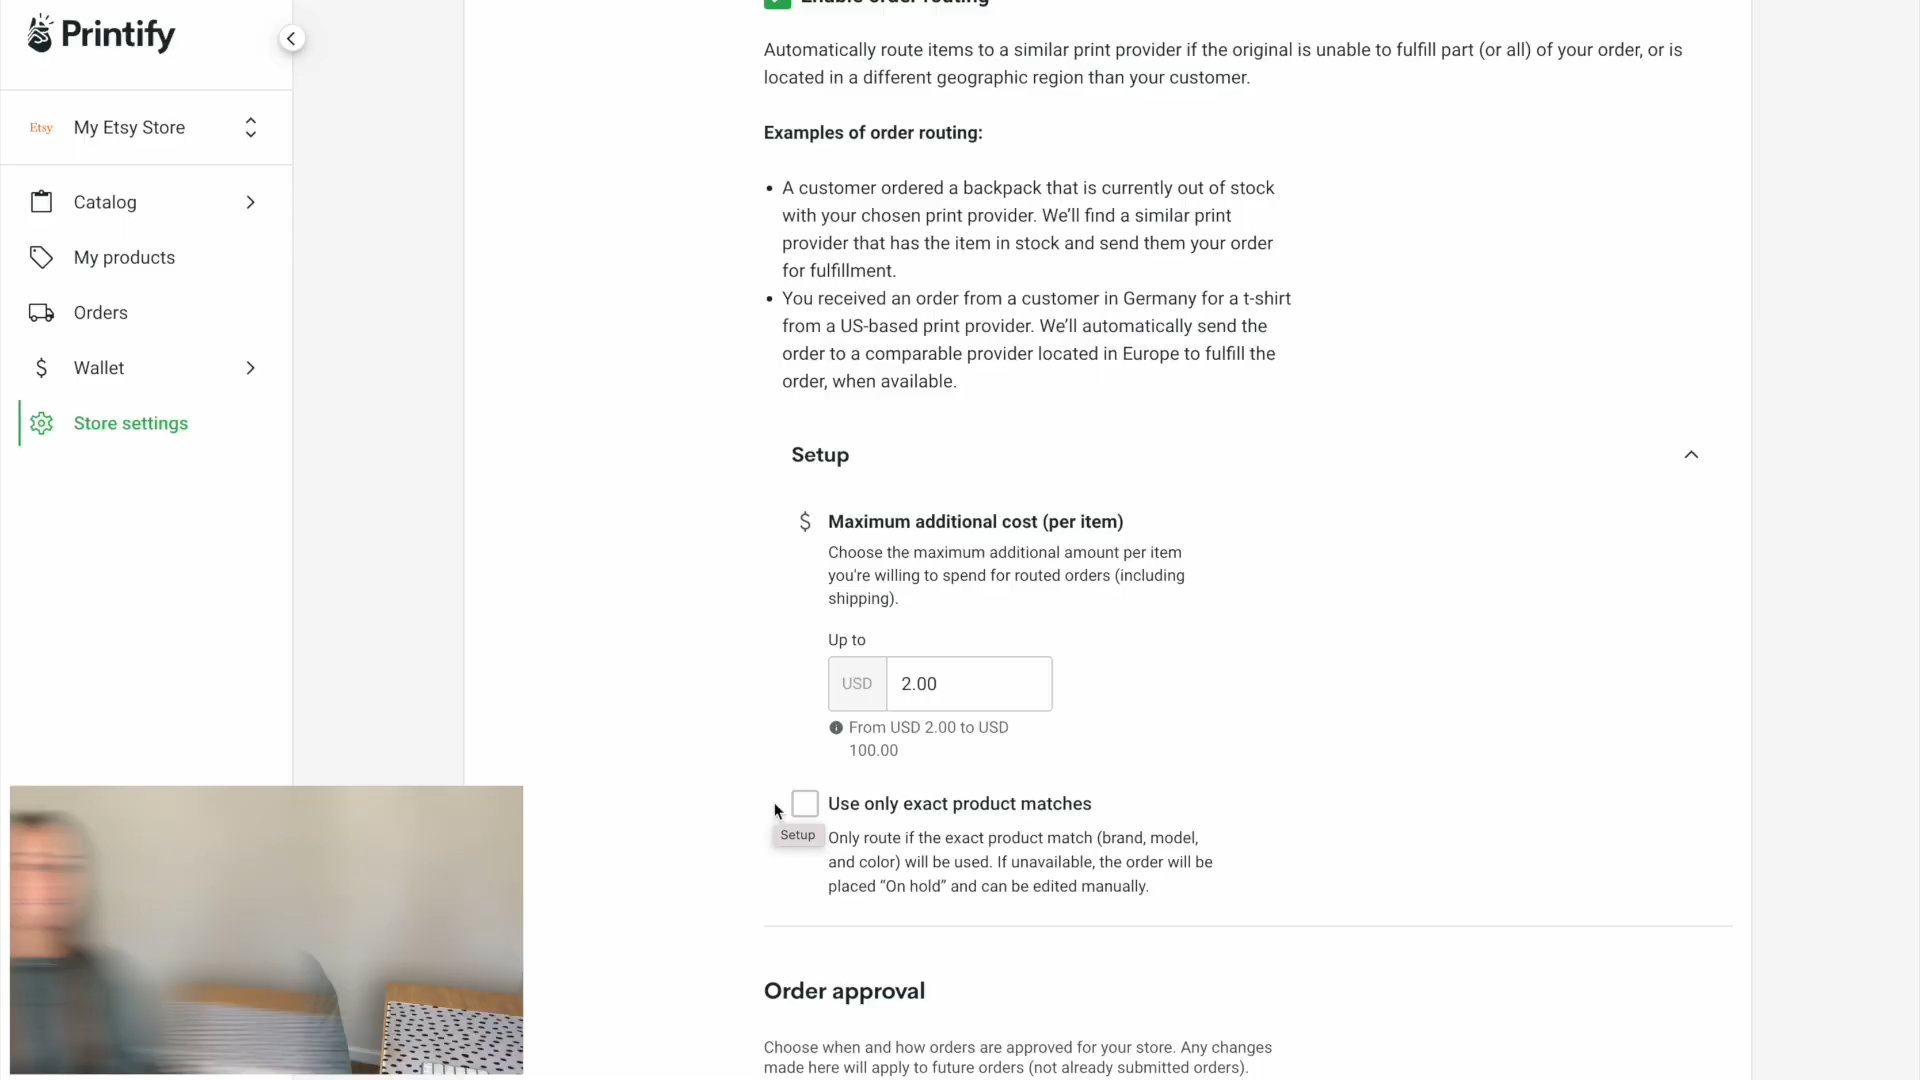 Printify
Enable order routing
Automatically route items to a similar print provider if the original is unable to fulfill part (or all) of your order, or is
located in a different geographic region than your customer.
Etsy My Etsy Store
Examples of order routing:
Catalog
My products
Orders
Wallet
Store settings
• A customer ordered a backpack that is currently out of stock
with your chosen print provider. We’ll find a similar print
provider that has the item in stock and send them your order
for fulfillment.
• You received an order from a customer in Germany for a t-shirt
from a US-based print provider. We’ll automatically send the
order to a comparable provider located in Europe to fulfill the
order, when available.
Setup
$ Maximum additional cost (per item)
Choose the maximum additional amount per item
you're willing to spend for routed orders (including
shipping).
Up to
USD 2.00
From USD 2.00 to USD
100.00
Use only exact product matches
Setup
Only route if the exact product match (brand, model,
and color) will be used. If unavailable, the order will be
placed “On hold” and can be edited manually.
Order approval
Choose when and how orders are approved for your store. Any changes
made here will apply to future orders (not already submitted orders).